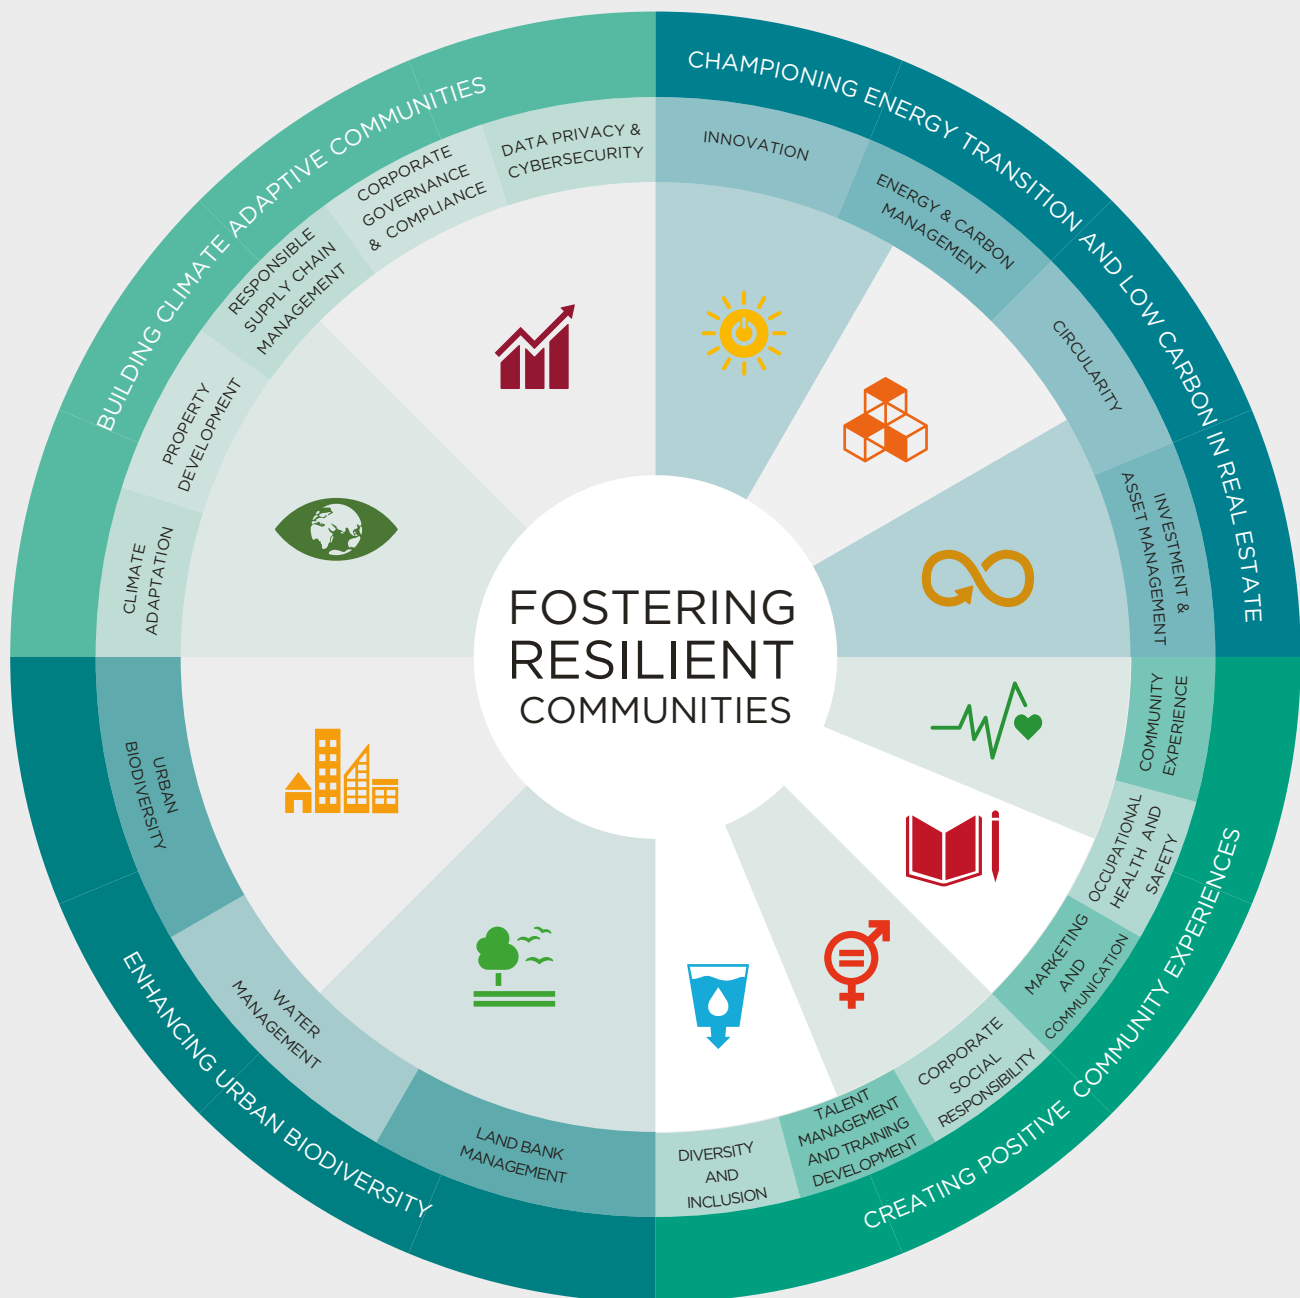 FOSTERING
RESILIENT
COMMUNITIES
CHAMPIONING ENERGY TRANSITION AND LOW CARBON IN REAL ESTATE
INNOVATION
ENERGY & CARBON
MANAGEMENT
CIRCULARITY
INVESTMENT &
ASSET MANAGEMENT
CREATING POSITIVE COMMUNITY EXPERIENCES
COMMUNITY
EXPERIENCE
OCCUPATIONAL
HEALTH AND
SAFETY
MARKETING
AND
COMMUNICATION
CORPORATE
SOCIAL
RESPONSIBILITY
TALENT
MANAGEMENT
AND TRAINING
DEVELOPMENT
DIVERSITY
AND
INCLUSION
ENHANCING URBAN BIODIVERSITY
LAND BANK
MANAGEMENT
WATER
MANAGEMENT
URBAN
BIODIVERSITY
BUILDING CLIMATE ADAPTIVE COMMUNITIES
CLIMATE
ADAPTATION
PROPERTY
DEVELOPMENT
RESPONSIBLE
SUPPLY CHAIN
MANAGEMENT
CORPORATE
GOVERNANCE
& COMPLIANCE
DATA PRIVACY &
CYBERSECURITY